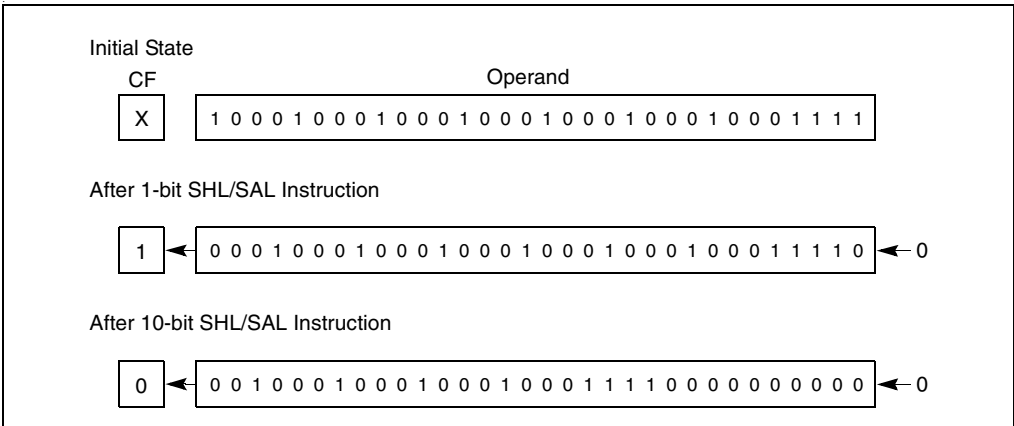 Initial State
CF Operand
X 1 0 0 0 1 0 0 0 1 0 0 0 1 0 0 0 1 0 0 0 1 0 0 0 1 0 0 0 1 1 1 1
After 1-bit SHL/SAL Instruction
1 0 0 0 1 0 0 0 1 0 0 0 1 0 0 0 1 0 0 0 1 0 0 0 1 0 0 0 1 1 1 1 0 0
After 10-bit SHL/SAL Instruction
0 0 0 1 0 0 0 1 0 0 0 1 0 0 0 1 0 0 0 1 1 1 1 0 0 0 0 0 0 0 0 0 0 0